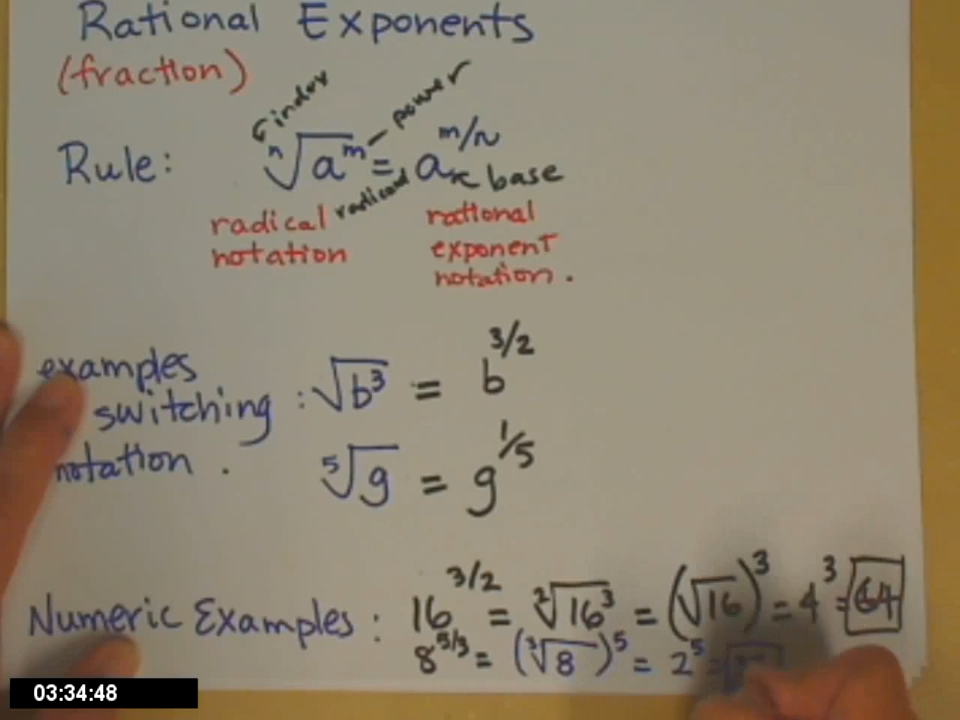 Rational Exponents
(fraction)
index power
Rule: ⁿ√aᵐ = a^m/n
radicand base
radical notation
rational exponent notation.
examples switching notation. : √b³ = b^3/2
⁵√g = g^1/5
Numeric Examples: 16^3/2 = ²√16³ = (√16)³ = 4³ = 64
8^5/3 = (³√8)⁵ = 2⁵ =
03:34:48